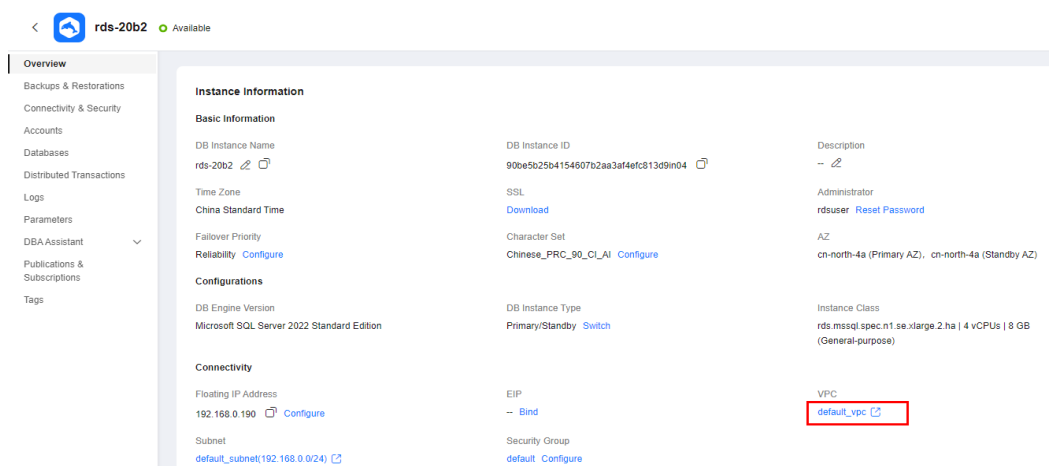 rds-20b2 Available
Overview
Backups & Restorations
Connectivity & Security
Accounts
Databases
Distributed Transactions
Logs
Parameters
DBA Assistant
Publications &
Subscriptions
Tags
Instance Information
Basic Information
DB Instance Name DB Instance ID Description
rds-20b2 90be5b25b4154607b2aa3af4efc813d9in04 --
Time Zone SSL Administrator
China Standard Time Download rdsuser Reset Password
Failover Priority Character Set AZ
Reliability Configure Chinese_PRC_90_CI_AI Configure cn-north-4a (Primary AZ), cn-north-4a (Standby AZ)
Configurations
DB Engine Version DB Instance Type Instance Class
Microsoft SQL Server 2022 Standard Edition Primary/Standby Switch rds.mssql.spec.n1.se.xlarge.2.ha | 4 vCPUs | 8 GB
(General-purpose)
Connectivity
Floating IP Address EIP VPC
192.168.0.190 Configure -- Bind default_vpc
Subnet Security Group
default_subnet(192.168.0.0/24) default Configure